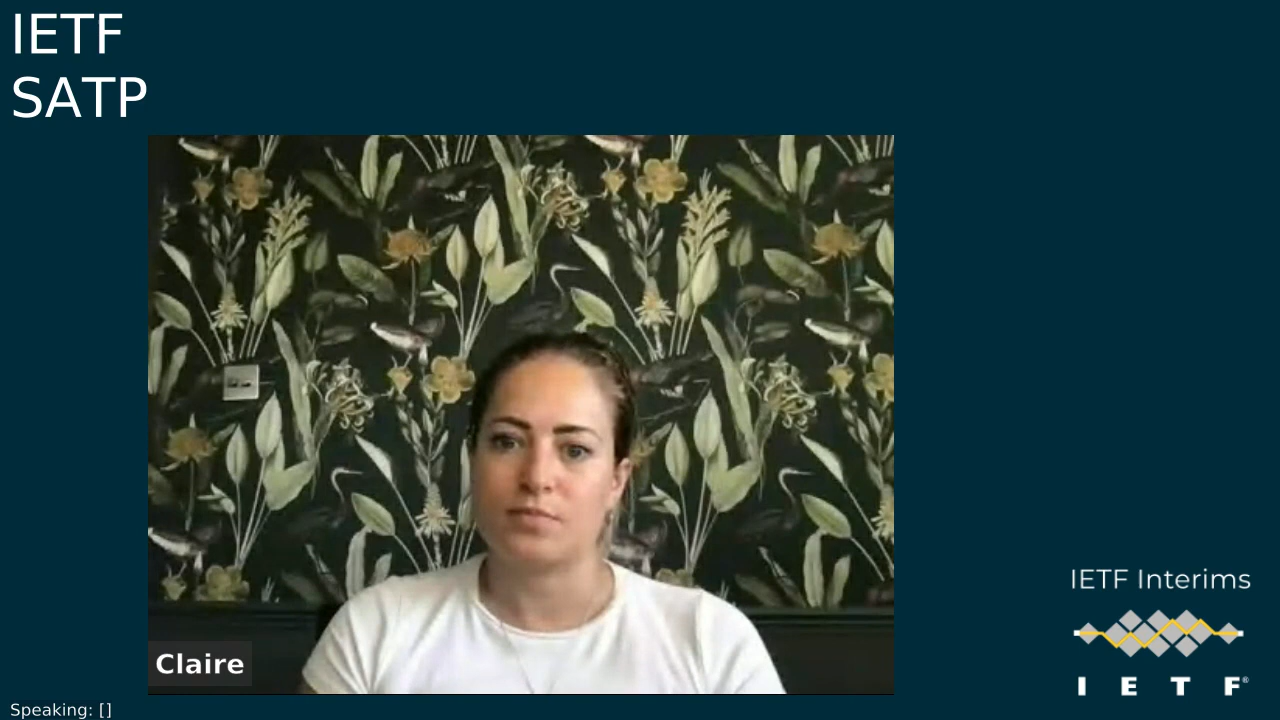 IETF
SATP
Claire
IETF Interims
I E T F®
Speaking: []